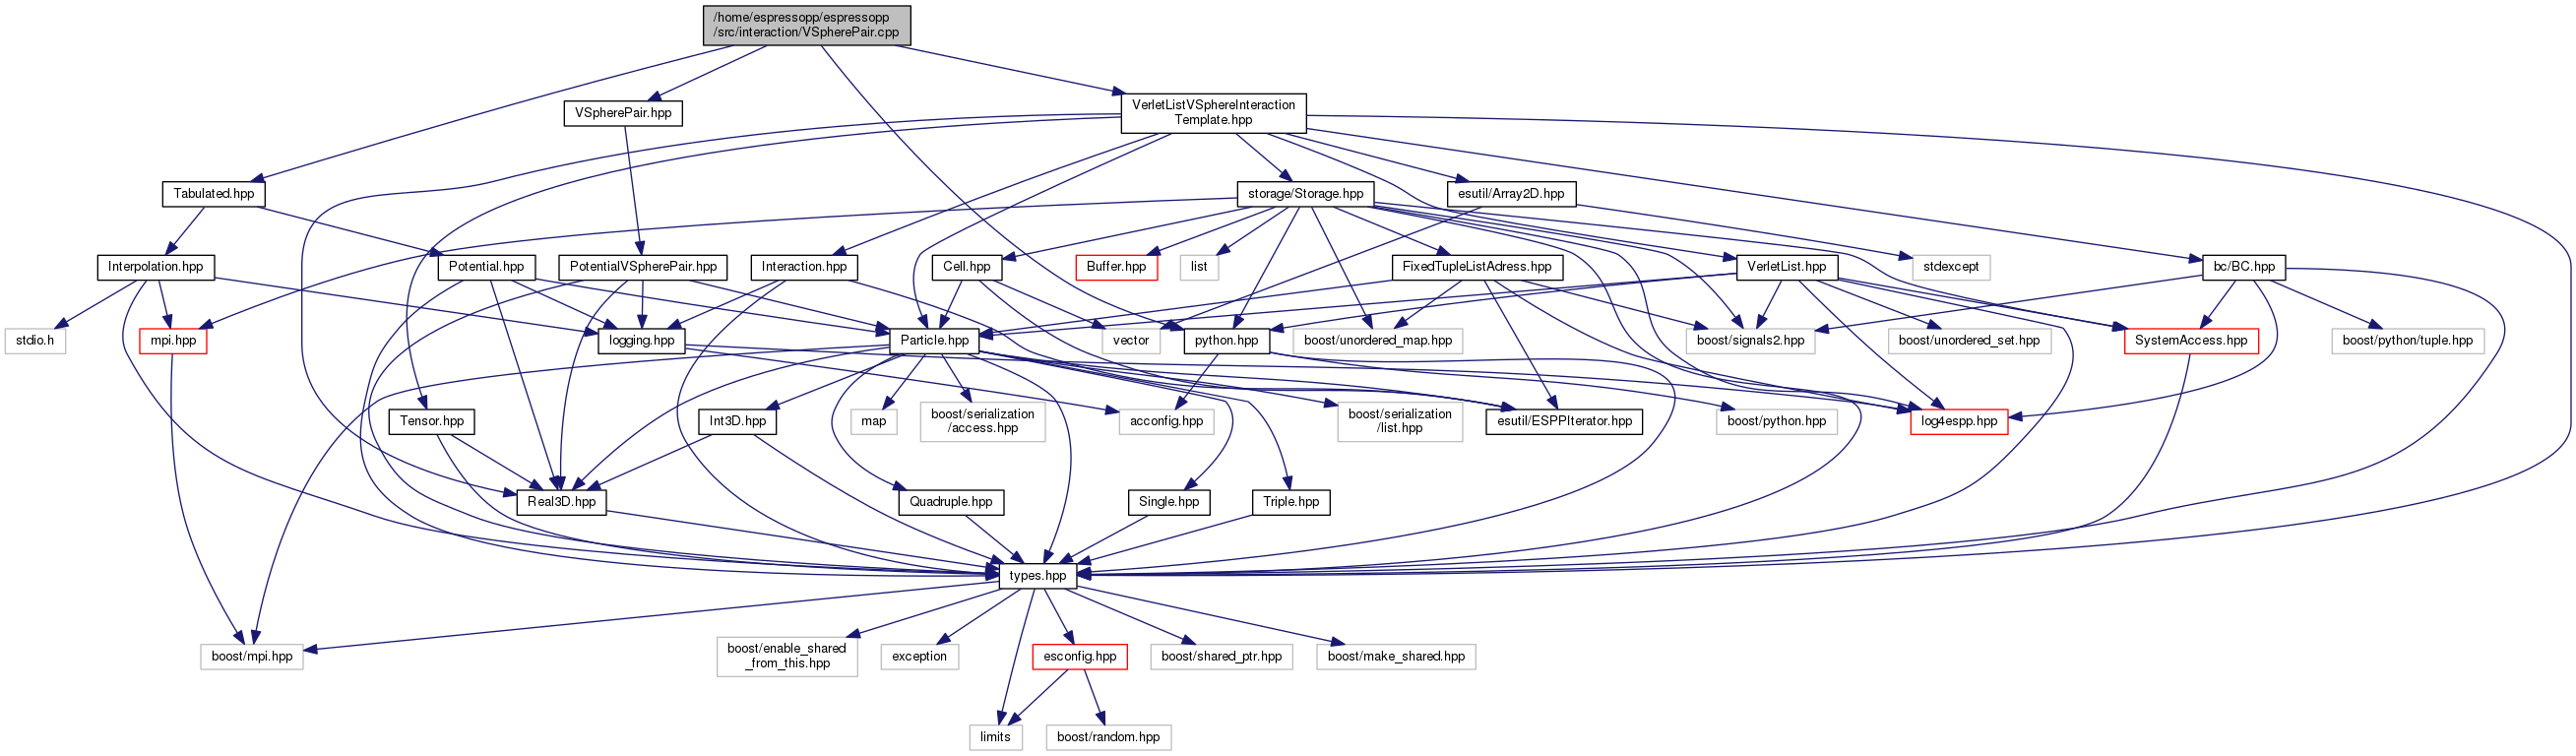 /home/espressopp/espressopp
/src/interaction/VSpherePair.cpp
VSpherePair.hpp
VerletListVSphereInteraction
Template.hpp
Tabulated.hpp
storage/Storage.hpp
esutil/Array2D.hpp
Interpolation.hpp
Potential.hpp
PotentialVSpherePair.hpp
Interaction.hpp
Cell.hpp
Buffer.hpp
list
FixedTupleListAdress.hpp
VerletList.hpp
stdexcept
bc/BC.hpp
stdio.h
mpi.hpp
logging.hpp
Particle.hpp
vector
python.hpp
boost/unordered_map.hpp
boost/signals2.hpp
boost/unordered_set.hpp
SystemAccess.hpp
boost/python/tuple.hpp
Tensor.hpp
Int3D.hpp
map
boost/serialization
/access.hpp
acconfig.hpp
boost/serialization
/list.hpp
esutil/ESPPIterator.hpp
boost/python.hpp
log4espp.hpp
Real3D.hpp
Quadruple.hpp
Single.hpp
Triple.hpp
types.hpp
boost/mpi.hpp
boost/enable_shared
_from_this.hpp
exception
esconfig.hpp
boost/shared_ptr.hpp
boost/make_shared.hpp
limits
boost/random.hpp